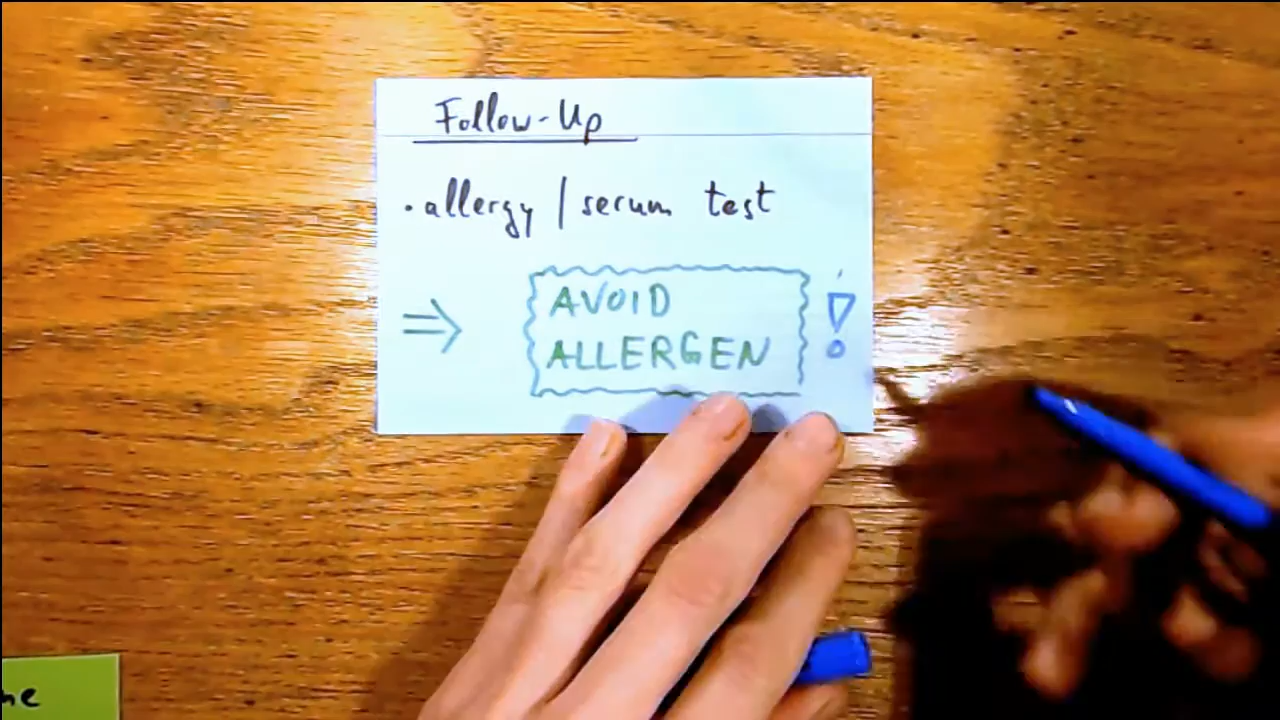 Follow-Up
• allergy / serum test
⇒ AVOID
ALLERGEN !